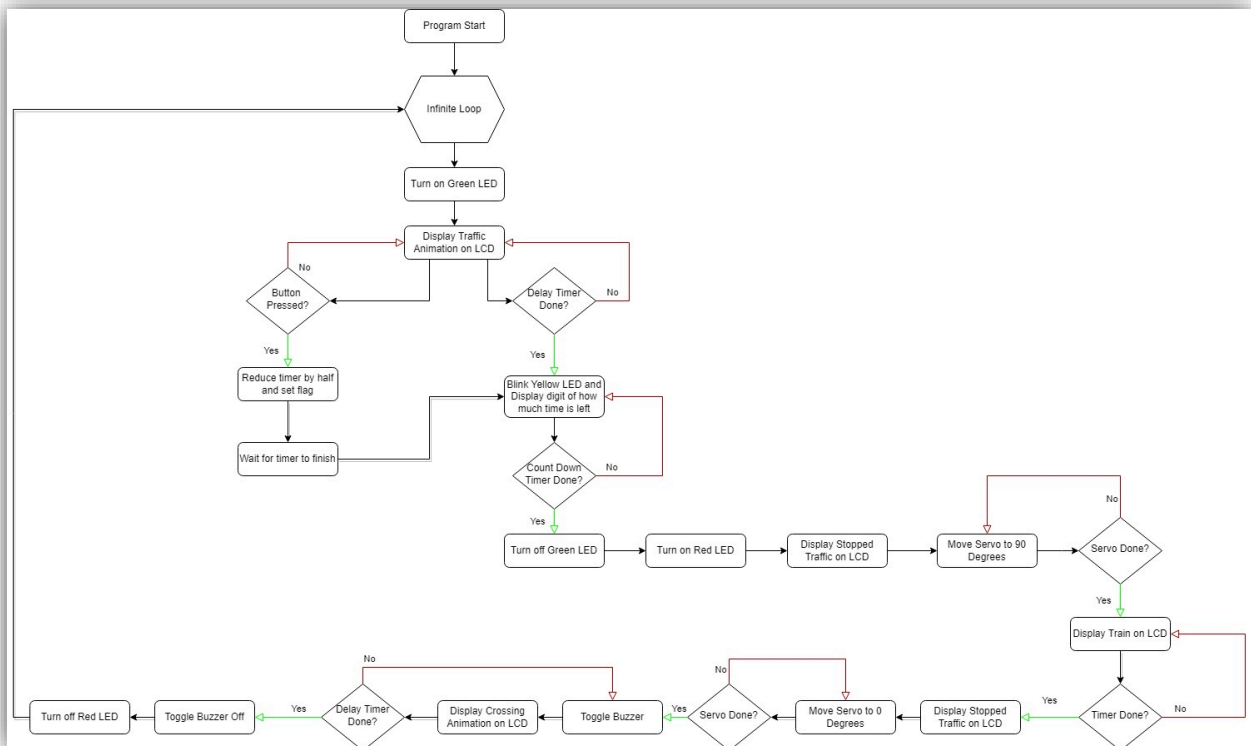 Program Start
Infinite Loop
Turn on Green LED
Display Traffic
Animation on LCD
No
Button
Pressed?
Delay Timer
Done?
No
Yes
Yes
Reduce timer by half
and set flag
Blink Yellow LED and
Display digit of how
much time is left
Wait for timer to finish
Count Down
Timer Done?
No
Yes
Turn off Green LED
Turn on Red LED
Display Stopped
Traffic on LCD
Move Servo to 90
Degrees
No
Servo Done?
Yes
Display Train on LCD
No
No
Turn off Red LED
Toggle Buzzer Off
Yes
Delay Timer
Done?
Display Crossing
Animation on LCD
Toggle Buzzer
Yes
Servo Done?
Move Servo to 0
Degrees
Display Stopped
Traffic on LCD
Yes
Timer Done?
No